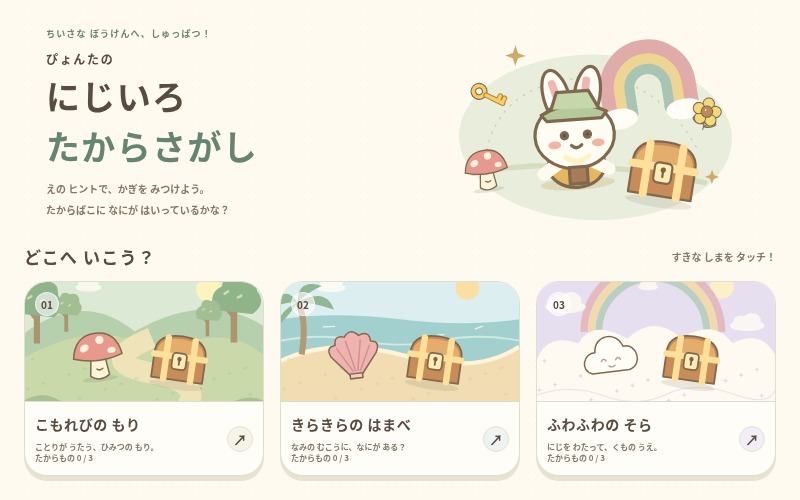 ちいさな ぼうけんへ、しゅっぱつ！
ぴょんたの
にじいろ
たからさがし
えの ヒントで、かぎを みつけよう。
たからばこに なにが はいっているかな？
どこへ いこう？
すきな しまを タッチ！
01
02
03
こもれびの もり
ことりが うたう、ひみつの もり。
たからもの 0 / 3
↗
きらきらの はまべ
なみの むこうに、なにが ある？
たからもの 0 / 3
↗
ふわふわの そら
にじを わたって、くもの うえ。
たからもの 0 / 3
↗